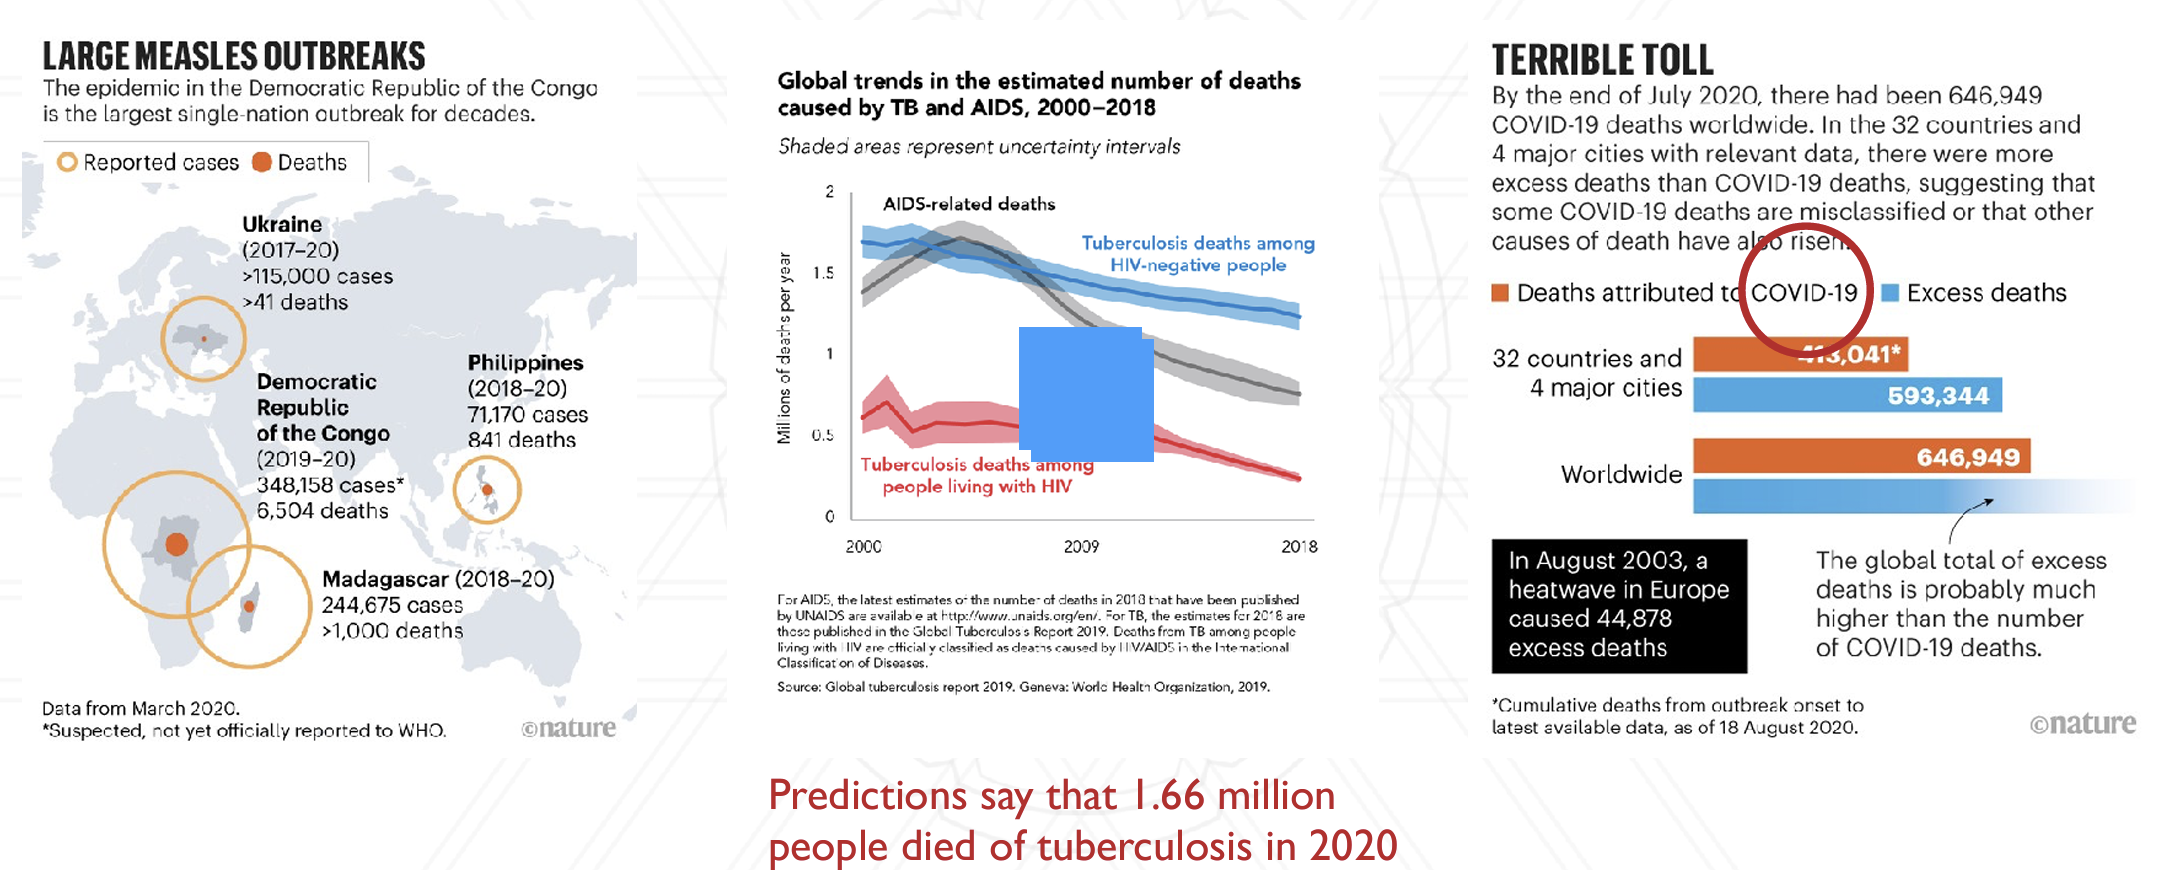 LARGE MEASLES OUTBREAKS
The epidemic in the Democratic Republic of the Congo
is the largest single-nation outbreak for decades.
Reported cases Deaths
Ukraine
(2017–20)
>115,000 cases
>41 deaths
Democratic
Republic
of the Congo
(2019–20)
348,158 cases*
6,504 deaths
Philippines
(2018–20)
71,170 cases
841 deaths
Madagascar (2018–20)
244,675 cases
>1,000 deaths
Data from March 2020.
*Suspected, not yet officially reported to WHO.
©nature
Global trends in the estimated number of deaths
caused by TB and AIDS, 2000–2018
Shaded areas represent uncertainty intervals
Millions of deaths per year
2
1.5
1
0.5
0
AIDS-related deaths
Tuberculosis deaths among
HIV-negative people
Tuberculosis deaths among
people living with HIV
2000 2009 2018
For AIDS, the latest estimates of the number of deaths in 2018 that have been published
by UNAIDS are available at http://www.unaids.org/en/. For TB, the estimates for 2018 are
those published in the Global Tuberculosis Report 2019. Deaths from TB among people
living with HIV are officially classified as deaths caused by HIV/AIDS in the International
Classification of Diseases.
Source: Global tuberculosis report 2019. Geneva: World Health Organization, 2019.
Predictions say that 1.66 million
people died of tuberculosis in 2020
TERRIBLE TOLL
By the end of July 2020, there had been 646,949
COVID-19 deaths worldwide. In the 32 countries and
4 major cities with relevant data, there were more
excess deaths than COVID-19 deaths, suggesting that
some COVID-19 deaths are misclassified or that other
causes of death have also risen.
Deaths attributed to COVID-19 Excess deaths
32 countries and
4 major cities
413,041*
593,344
Worldwide
646,949
In August 2003, a
heatwave in Europe
caused 44,878
excess deaths
The global total of excess
deaths is probably much
higher than the number
of COVID-19 deaths.
*Cumulative deaths from outbreak onset to
latest available data, as of 18 August 2020.
©nature